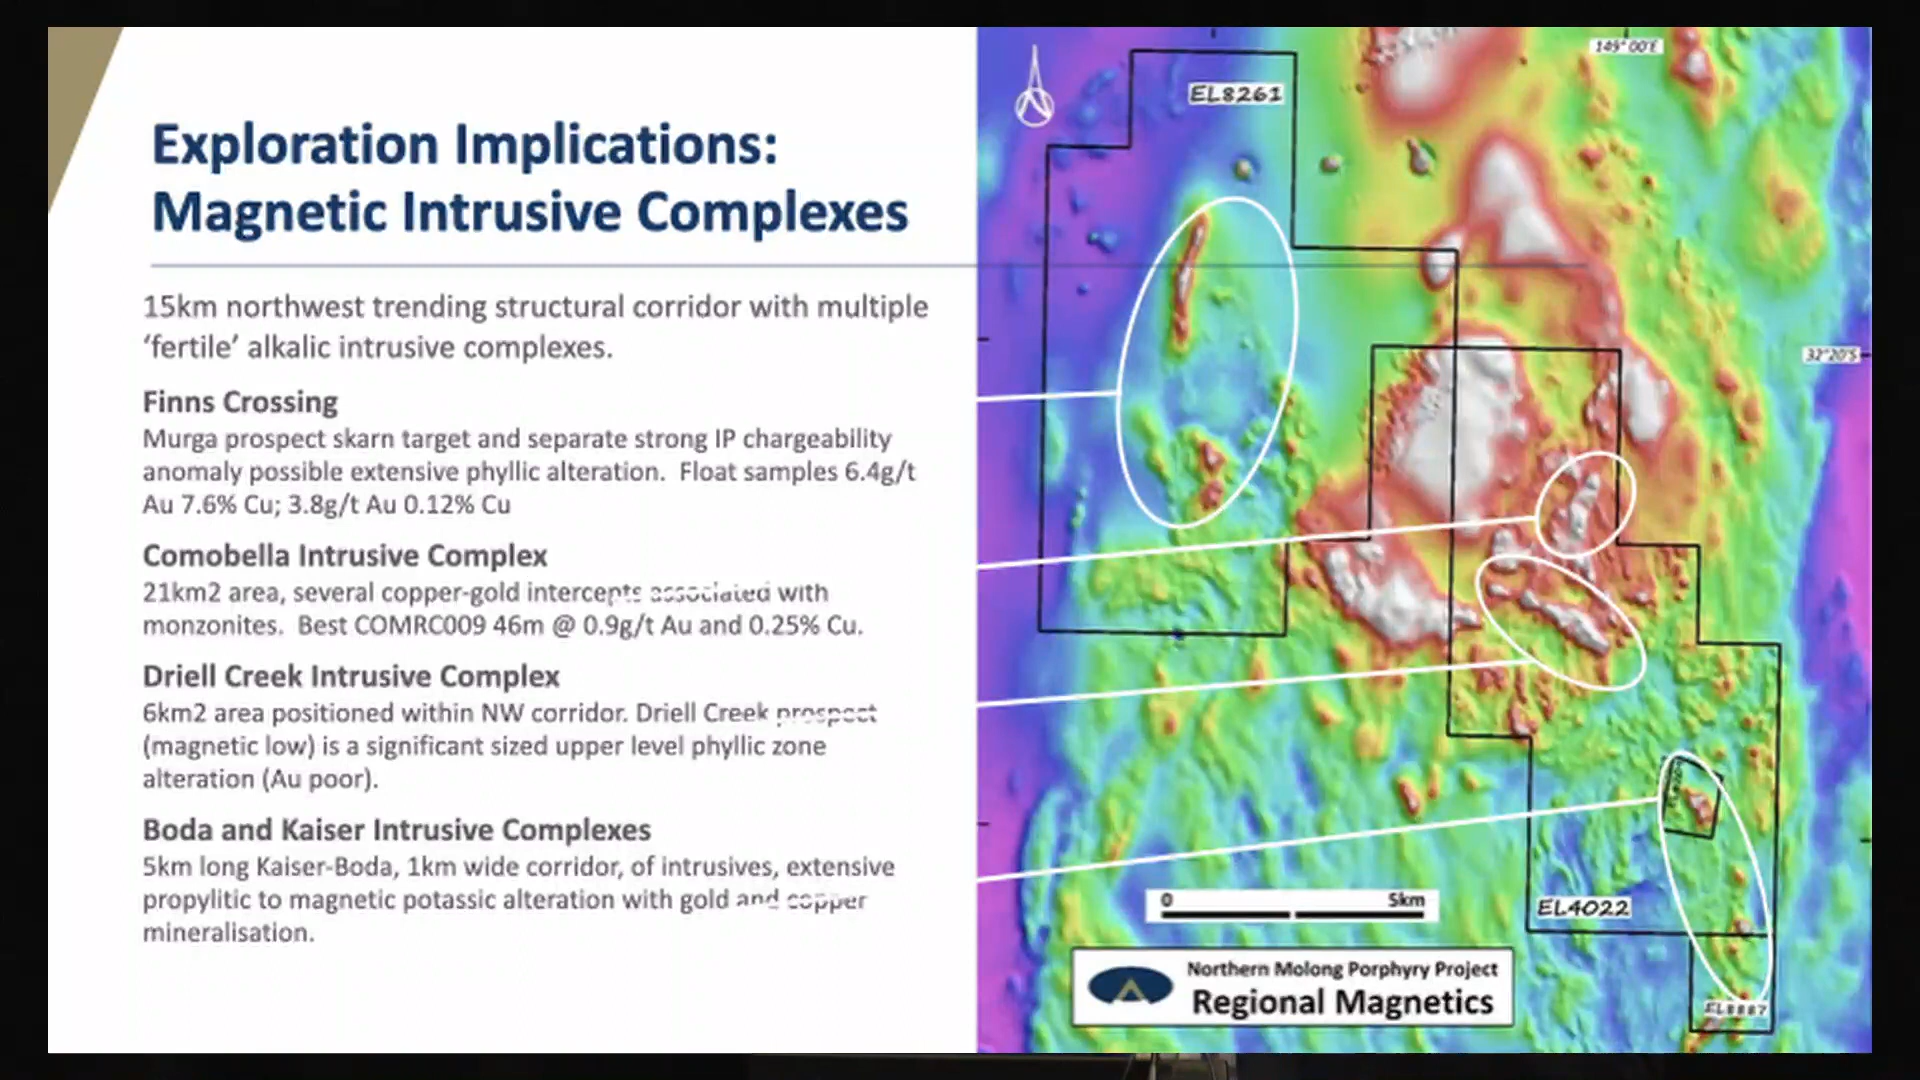 Exploration Implications:
Magnetic Intrusive Complexes
15km northwest trending structural corridor with multiple
‘fertile’ alkalic intrusive complexes.
Finns Crossing
Murga prospect skarn target and separate strong IP chargeability
anomaly possible extensive phyllic alteration. Float samples 6.4g/t
Au 7.6% Cu; 3.8g/t Au 0.12% Cu
Comobella Intrusive Complex
21km2 area, several copper-gold intercepts associated with
monzonites. Best COMRC009 46m @ 0.9g/t Au and 0.25% Cu.
Driell Creek Intrusive Complex
6km2 area positioned within NW corridor. Driell Creek prospect
(magnetic low) is a significant sized upper level phyllic zone
alteration (Au poor).
Boda and Kaiser Intrusive Complexes
5km long Kaiser-Boda, 1km wide corridor, of intrusives, extensive
propylitic to magnetic potassic alteration with gold and copper
mineralisation.
149°00'E
EL8261
32°20'S
0 5km
EL4022
Northern Molong Porphyry Project
Regional Magnetics
EL8887